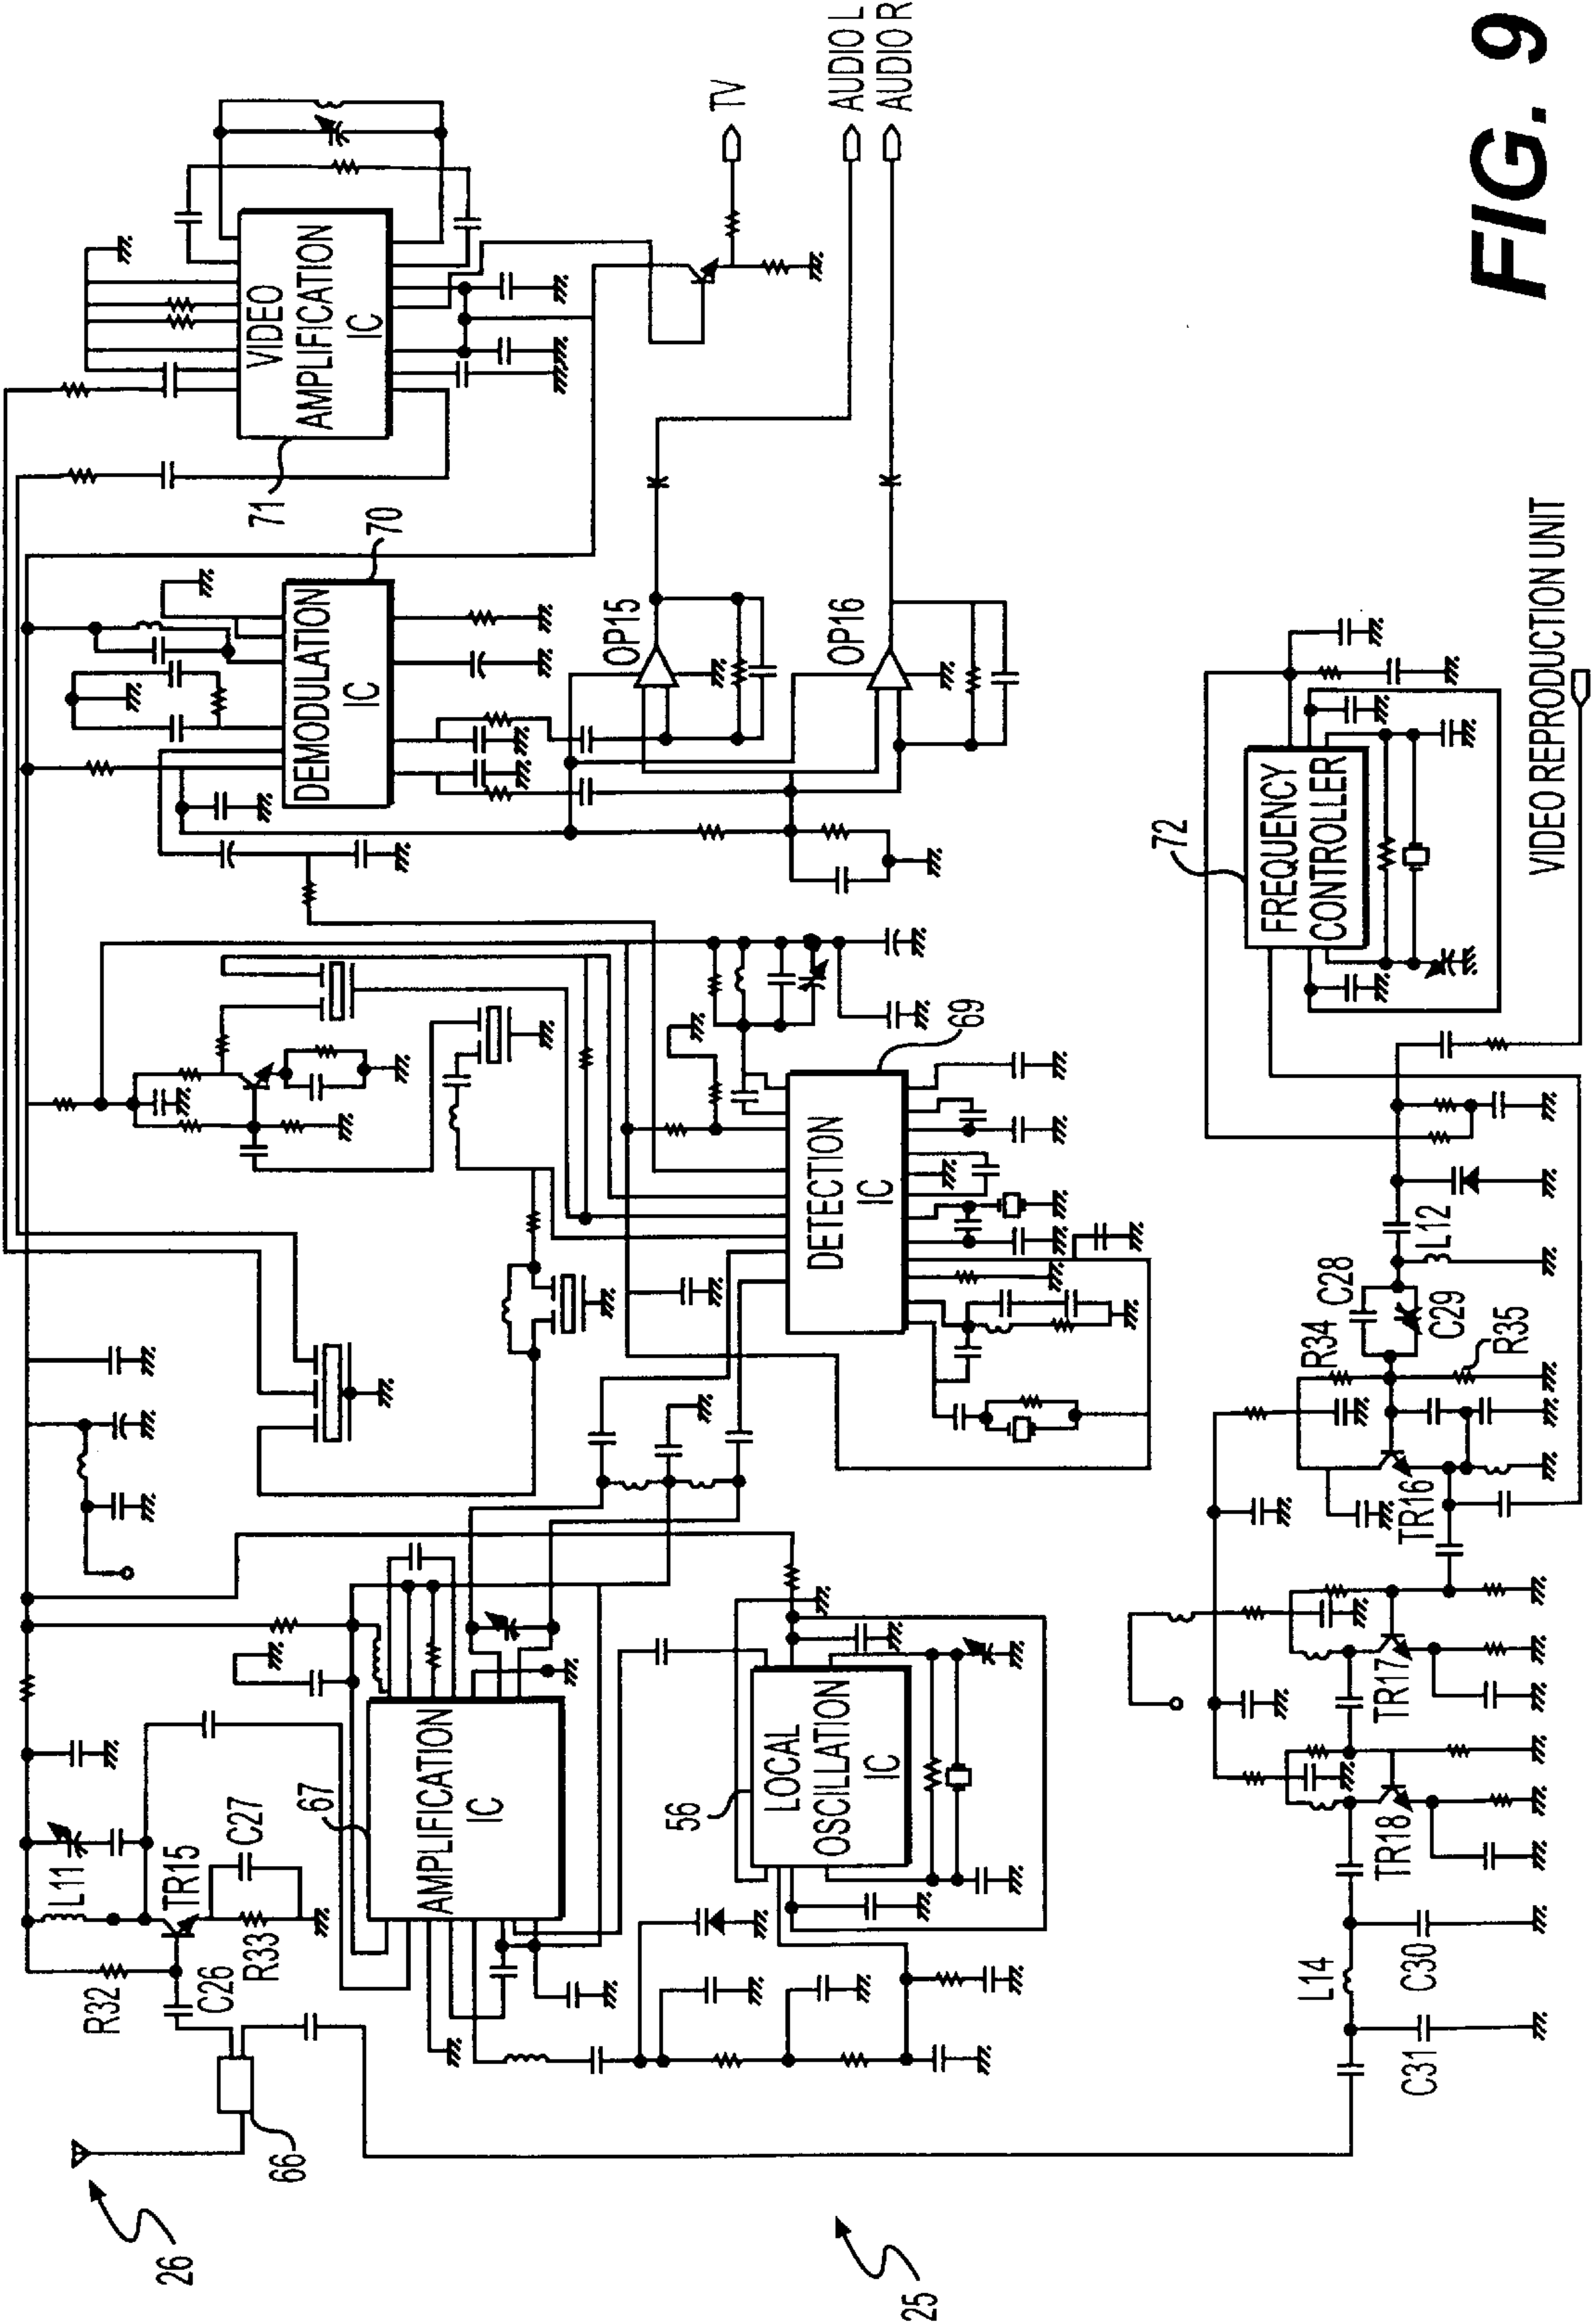 26
66
R32
C26
L11
TR15
R33
C27
67
AMPLIFICATION
IC
56
LOCAL
OSCILLATION
IC
25
DETECTION
IC
69
DEMODULATION
IC
70
VIDEO
AMPLIFICATION
IC
71
OP15
OP16
TV
AUDIO L
AUDIO R
C31
L14
C30
TR18
TR17
TR16
R34
R35
C28
C29
L12
72
FREQUENCY
CONTROLLER
VIDEO REPRODUCTION UNIT
FIG. 9